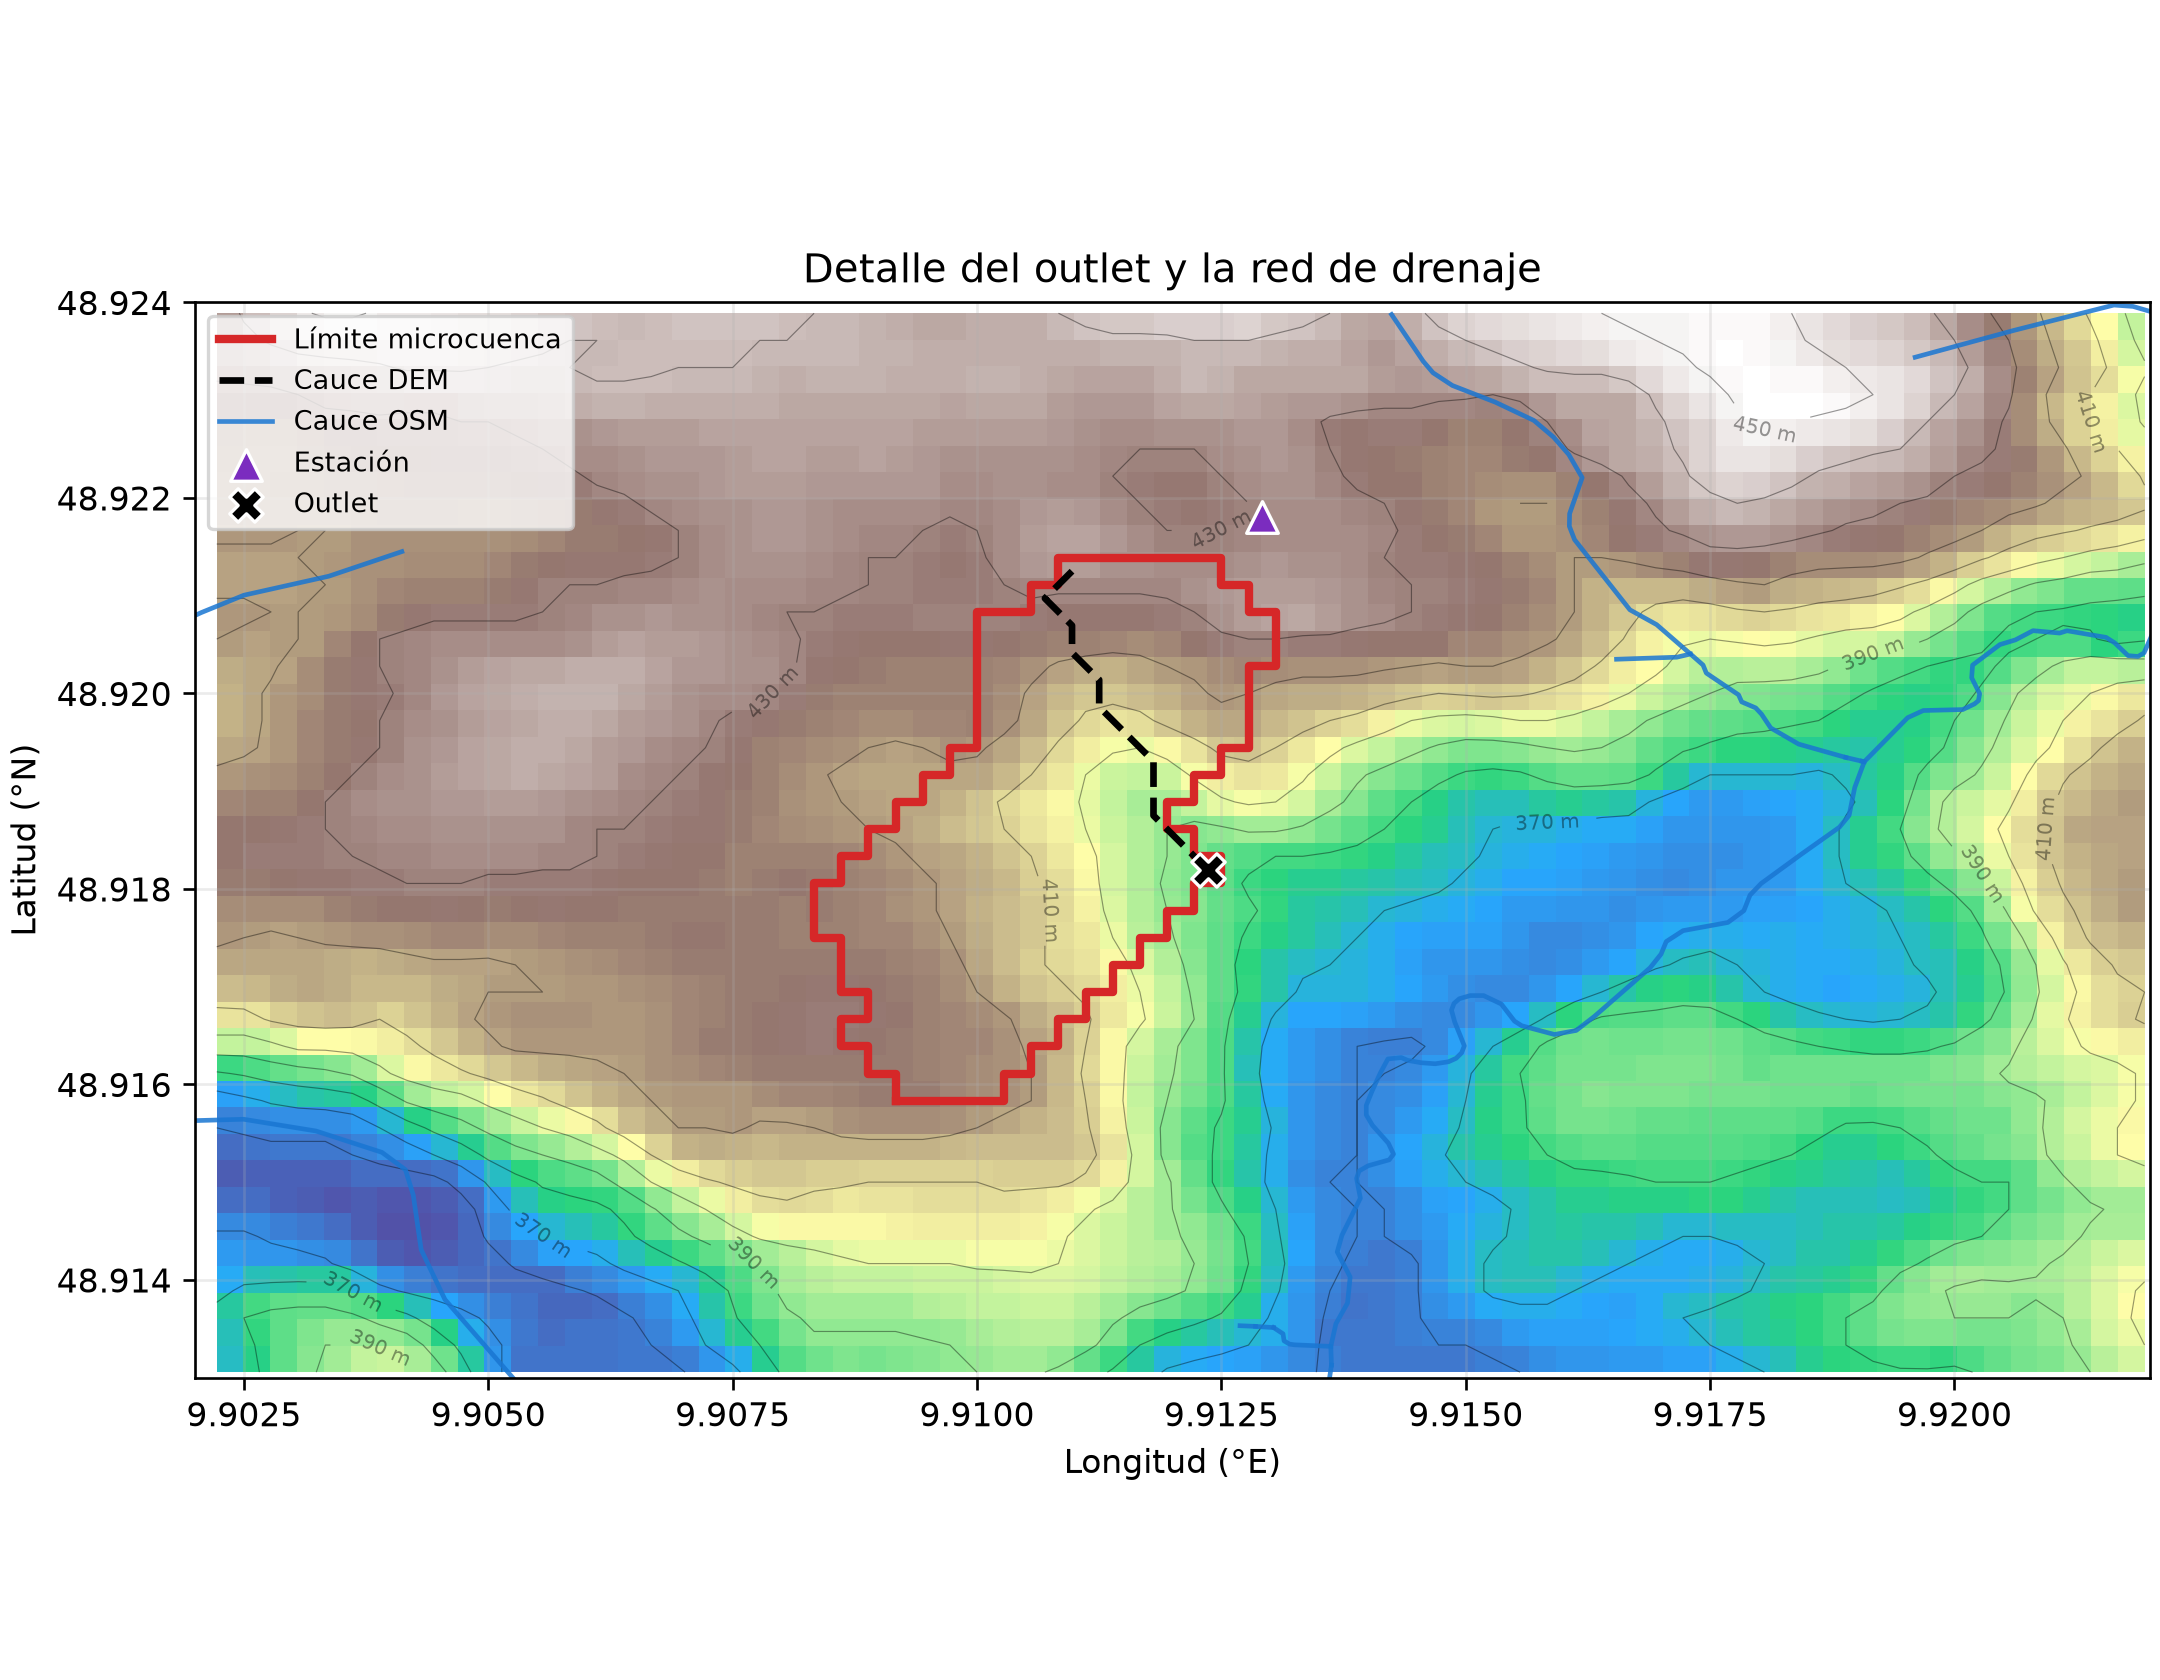 Detalle del outlet y la red de drenaje
48.924
48.922
48.920
48.918
48.916
48.914
Latitud (°N)
Límite microcuenca
Cauce DEM
Cauce OSM
Estación
Outlet
450 m
410 m
430 m
390 m
430 m
370 m
410 m
390 m
410 m
370 m
390 m
370 m
390 m
9.9025
9.9050
9.9075
9.9100
9.9125
9.9150
9.9175
9.9200
Longitud (°E)